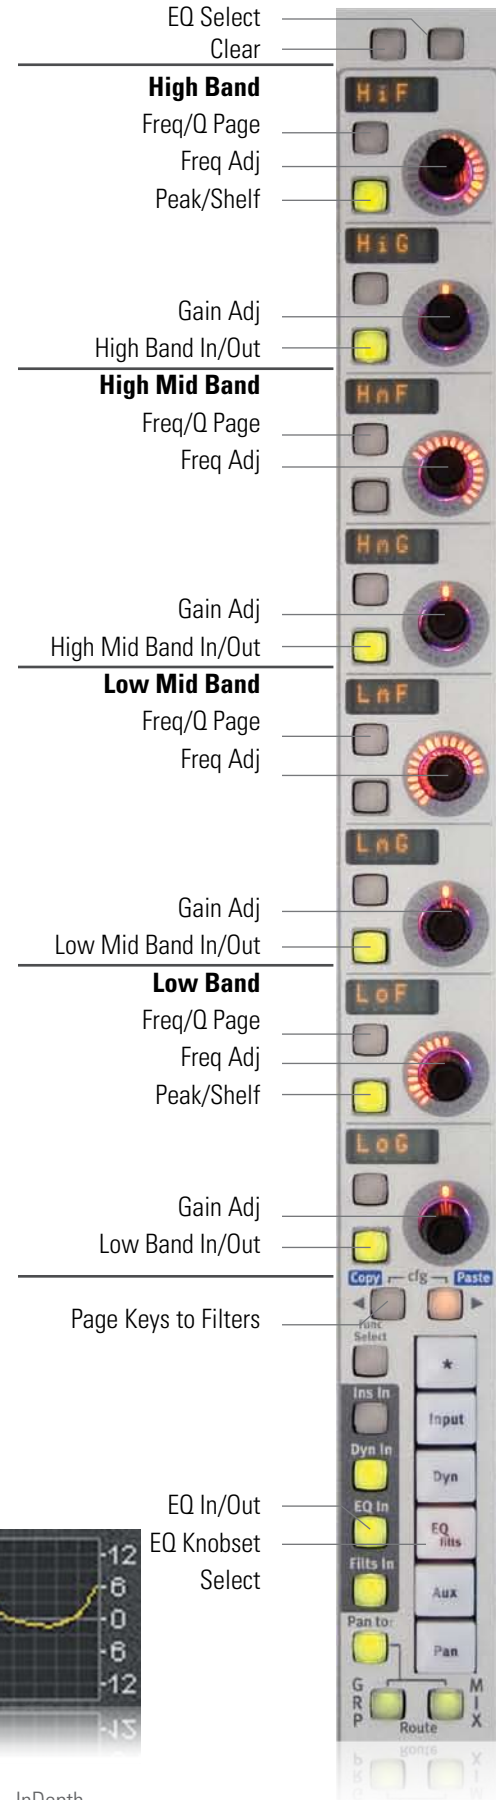 EQ Select
Clear
High Band
HiF
Freq/Q Page
Freq Adj
Peak/Shelf
HiG
Gain Adj
High Band In/Out
High Mid Band
HmF
Freq/Q Page
Freq Adj
HmG
Gain Adj
High Mid Band In/Out
Low Mid Band
LmF
Freq/Q Page
Freq Adj
LmG
Gain Adj
Low Mid Band In/Out
Low Band
LoF
Freq/Q Page
Freq Adj
Peak/Shelf
LoG
Gain Adj
Low Band In/Out
Copy cfg Paste
Page Keys to Filters
Func
Select
*
Ins In
Input
Dyn In
Dyn
EQ In/Out
EQ In
EQ
filts
EQ Knobset
Select
Filts In
Aux
Pan to:
Pan
GRP
MIX
Route
12
6
0
6
12
InDepth